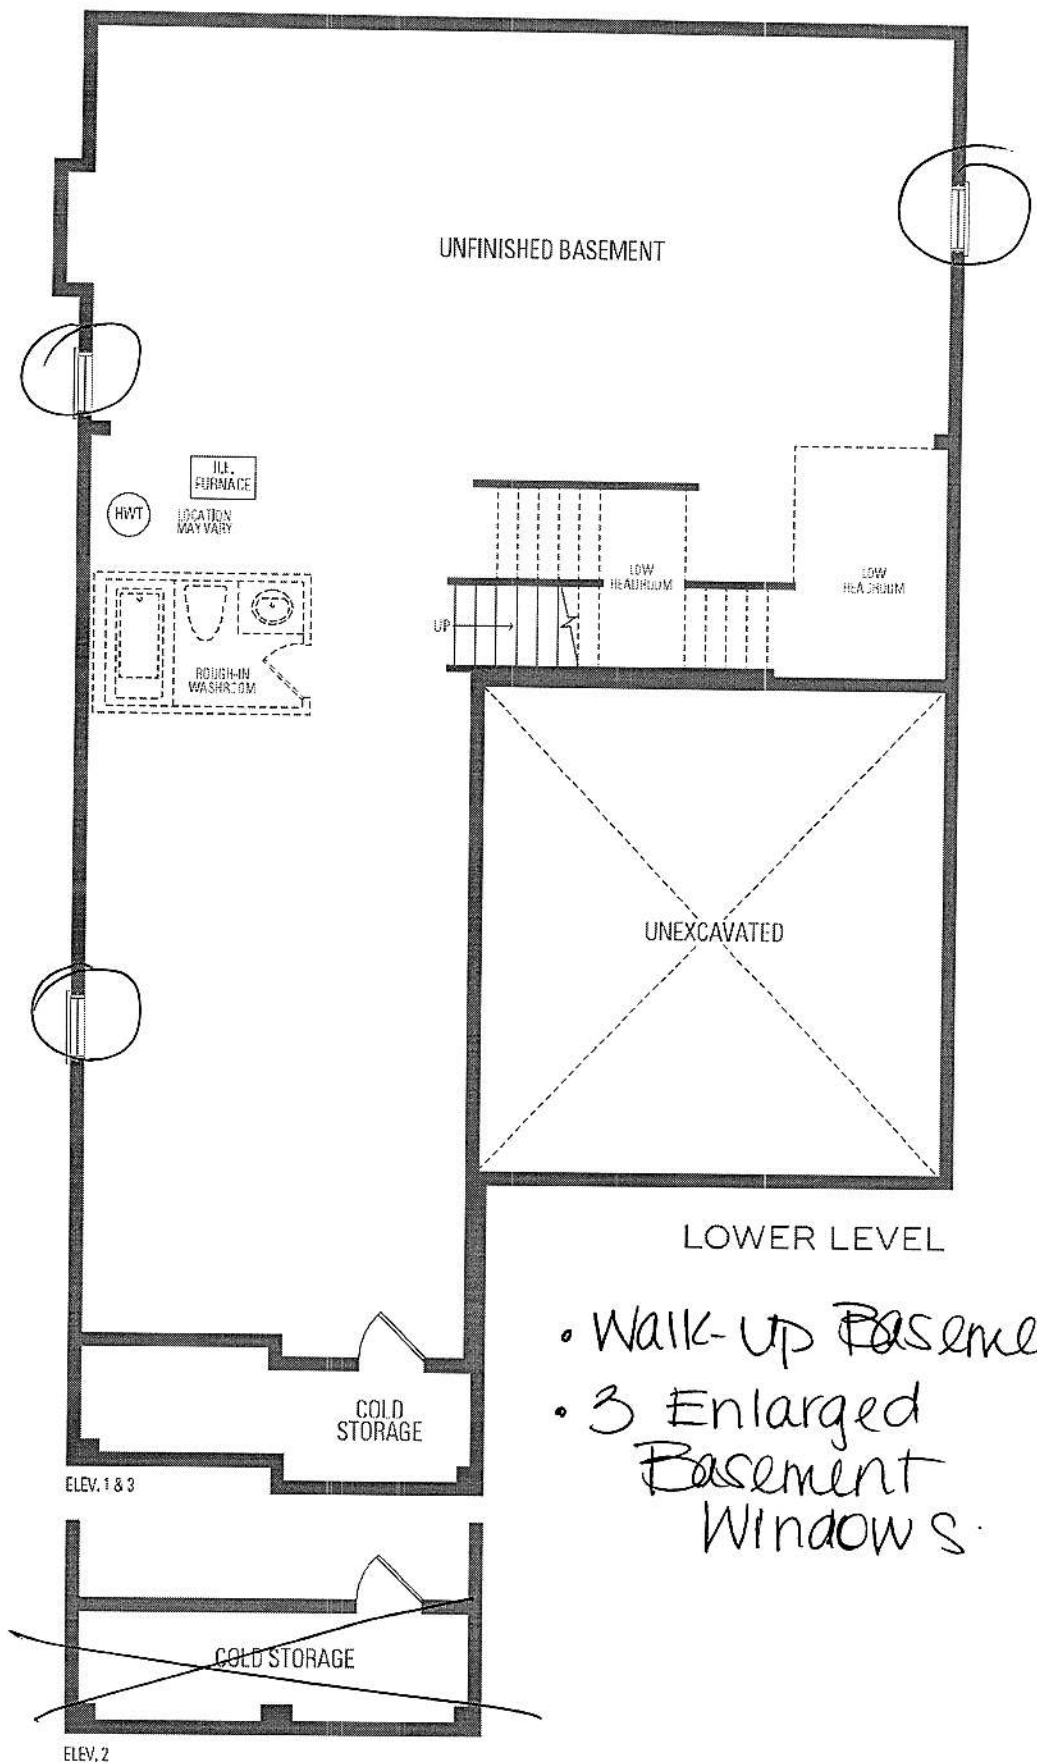 UNFINISHED BASEMENT
H.E.
FURNACE
HWT
LOCATION
MAY VARY
LOW
HEADROOM
LOW
HEADROOM
UP
ROUGH-IN
WASHROOM
UNEXCAVATED
LOWER LEVEL
• Walk-up Baseme
• 3 Enlarged
Basement
Windows.
COLD
STORAGE
ELEV. 1 & 3
COLD STORAGE
ELEV. 2